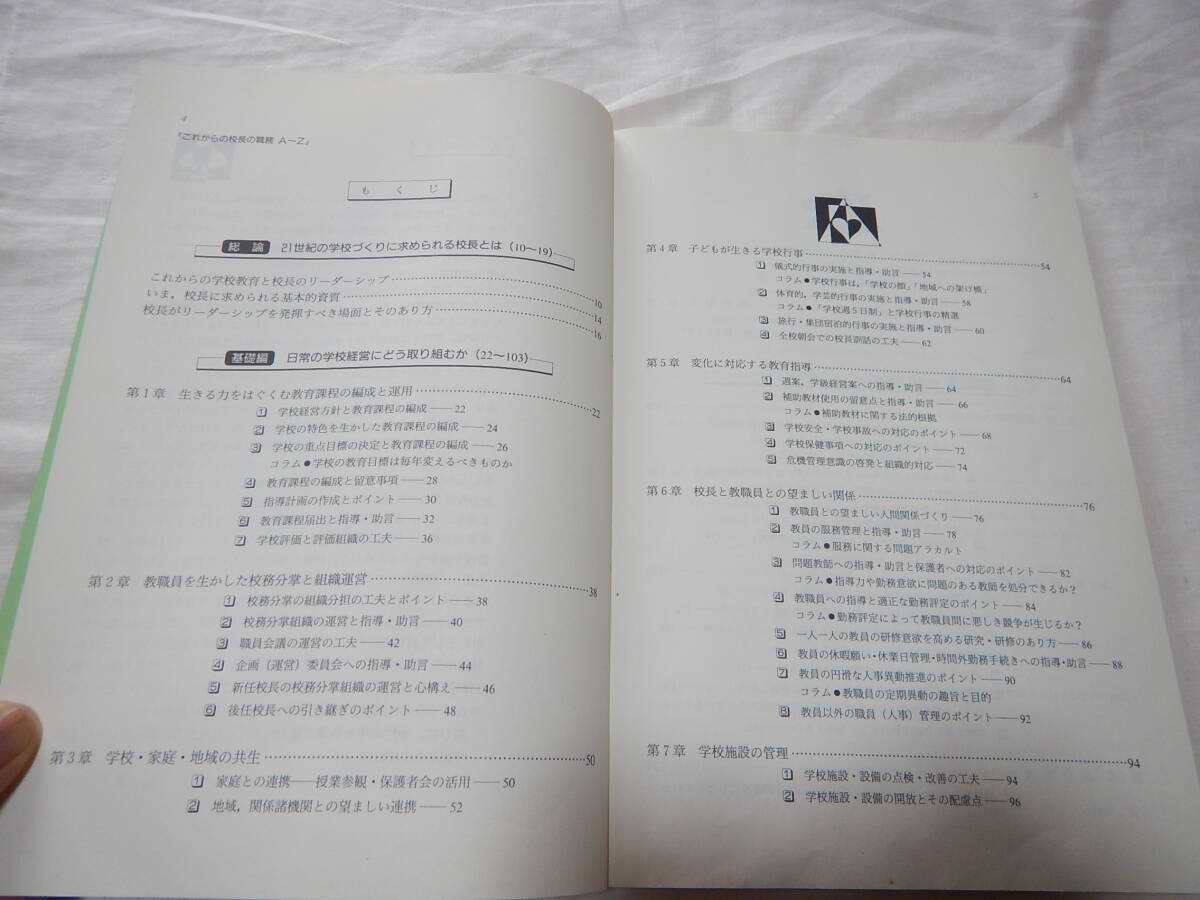 4
『これからの校長の職務 A−Z』
もくじ
総論 21世紀の学校づくりに求められる校長とは(10〜19)
これからの学校教育と校長のリーダーシップ……10
いま，校長に求められる基本的資質……14
校長がリーダーシップを発揮すべき場面とそのあり方……16
基礎編 日常の学校経営にどう取り組むか(22〜103)
第1章 生きる力をはぐくむ教育課程の編成と運用……22
1 学校経営方針と教育課程の編成──22
2 学校の特色を生かした教育課程の編成──24
3 学校の重点目標の決定と教育課程の編成──26
コラム●学校の教育目標は毎年変えるべきものか
4 教育課程の編成と留意事項──28
5 指導計画の作成とポイント──30
6 教育課程届出と指導・助言──32
7 学校評価と評価組織の工夫──36
第2章 教職員を生かした校務分掌と組織運営……38
1 校務分掌の組織分担の工夫とポイント──38
2 校務分掌組織の運営と指導・助言──40
3 職員会議の運営の工夫──42
4 企画（運営）委員会への指導・助言──44
5 新任校長の校務分掌組織の運営と心構え──46
6 後任校長への引き継ぎのポイント──48
第3章 学校・家庭・地域の共生……50
1 家庭との連携──授業参観・保護者会の活用──50
2 地域，関係諸機関との望ましい連携──52
5
第4章 子どもが生きる学校行事……54
1 儀式的行事の実施と指導・助言──54
コラム●学校行事は，「学校の顔」「地域への架け橋」
2 体育的，学芸的行事の実施と指導・助言──58
コラム●「学校週5日制」と学校行事の精選
3 旅行・集団宿泊的行事の実施と指導・助言──60
4 全校朝会での校長訓話の工夫──62
第5章 変化に対応する教育指導……64
1 週案，学級経営案への指導・助言──64
2 補助教材使用の留意点と指導・助言──66
コラム●補助教材に関する法的根拠
3 学校安全・学校事故への対応のポイント──68
4 学校保健事項への対応のポイント──72
5 危機管理意識の啓発と組織的対応──74
第6章 校長と教職員との望ましい関係……76
1 教職員との望ましい人間関係づくり──76
2 教員の服務管理と指導・助言──78
コラム●服務に関する問題アラカルト
3 問題教師への指導・助言と保護者への対応のポイント──82
コラム●指導力や勤務意欲に問題のある教師を処分できるか？
4 教職員への指導と適正な勤務評定のポイント──84
コラム●勤務評定によって教職員間に悪しき競争が生じるか？
5 一人一人の教員の研修意欲を高める研究・研修のあり方──86
6 教員の休暇願い・休業日管理・時間外勤務手続きへの指導・助言──88
7 教員の円滑な人事異動推進のポイント──90
コラム●教職員の定期異動の趣旨と目的
8 教員以外の職員（人事）管理のポイント──92
第7章 学校施設の管理……94
1 学校施設・設備の点検・改善の工夫──94
2 学校施設・設備の開放とその配慮点──96